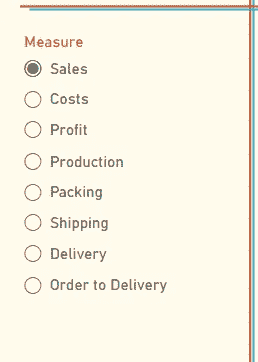 Measure
Sales
Costs
Profit
Production
Packing
Shipping
Delivery
Order to Delivery